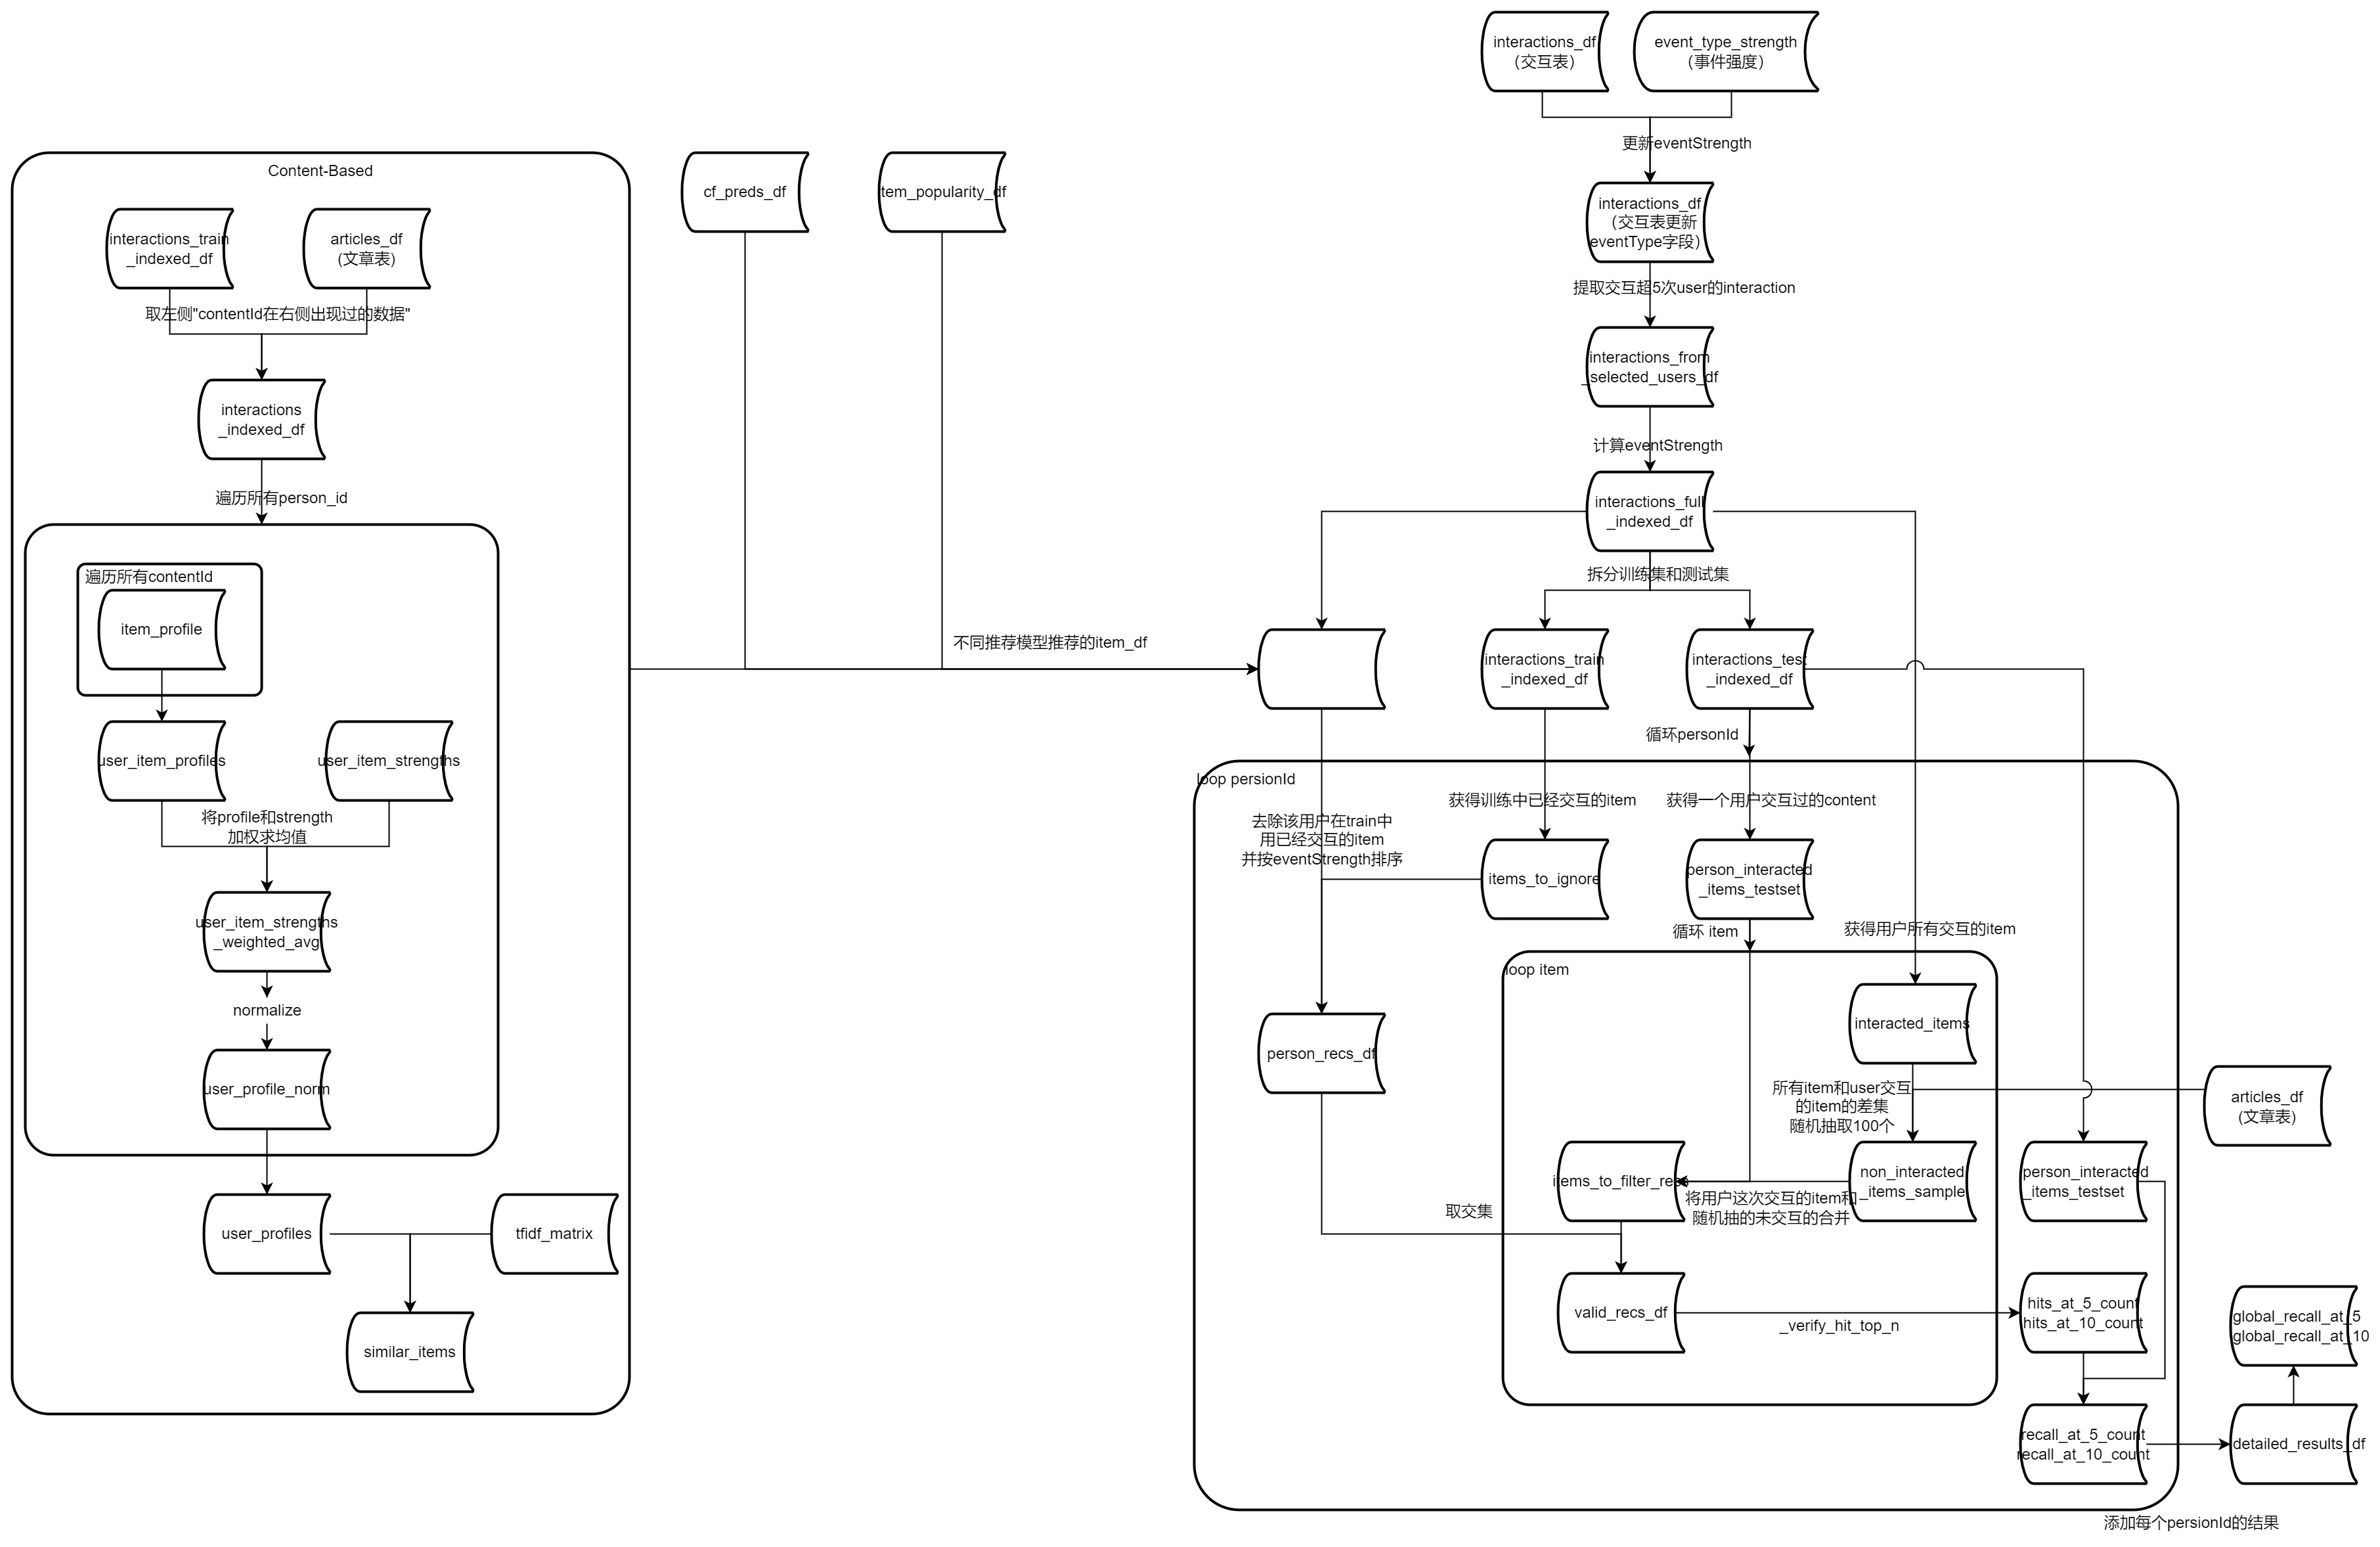 interactions_df
（交互表）
event_type_strength
（事件强度）
更新eventStrength
interactions_df
（交互表更新
eventType字段）
提取交互超5次user的interaction
interactions_from
_selected_users_df
计算eventStrength
interactions_full
_indexed_df
拆分训练集和测试集
Content-Based
interactions_train
_indexed_df
articles_df
(文章表)
取左侧"contentId在右侧出现过的数据"
interactions
_indexed_df
遍历所有person_id
遍历所有contentId
item_profile
user_item_profiles
user_item_strengths
将profile和strength
加权求均值
user_item_strengths
_weighted_avg
normalize
user_profile_norm
user_profiles
tfidf_matrix
similar_items
cf_preds_df
tem_popularity_df
不同推荐模型推荐的item_df
interactions_train
_indexed_df
interactions_test
_indexed_df
循环personId
loop persionId
获得训练中已经交互的item
获得一个用户交互过的content
去除该用户在train中
用已经交互的item
并按eventStrength排序
items_to_ignore
person_interacted
_items_testset
循环 item
获得用户所有交互的item
loop item
interacted_items
person_recs_df
所有item和user交互
的item的差集
随机抽取100个
articles_df
(文章表)
items_to_filter_recs
non_interacted
_items_sample
person_interacted
_items_testset
将用户这次交互的item和
随机抽的未交互的合并
取交集
valid_recs_df
_verify_hit_top_n
hits_at_5_count
hits_at_10_count
global_recall_at_5
global_recall_at_10
recall_at_5_count
recall_at_10_count
detailed_results_df
添加每个persionId的结果